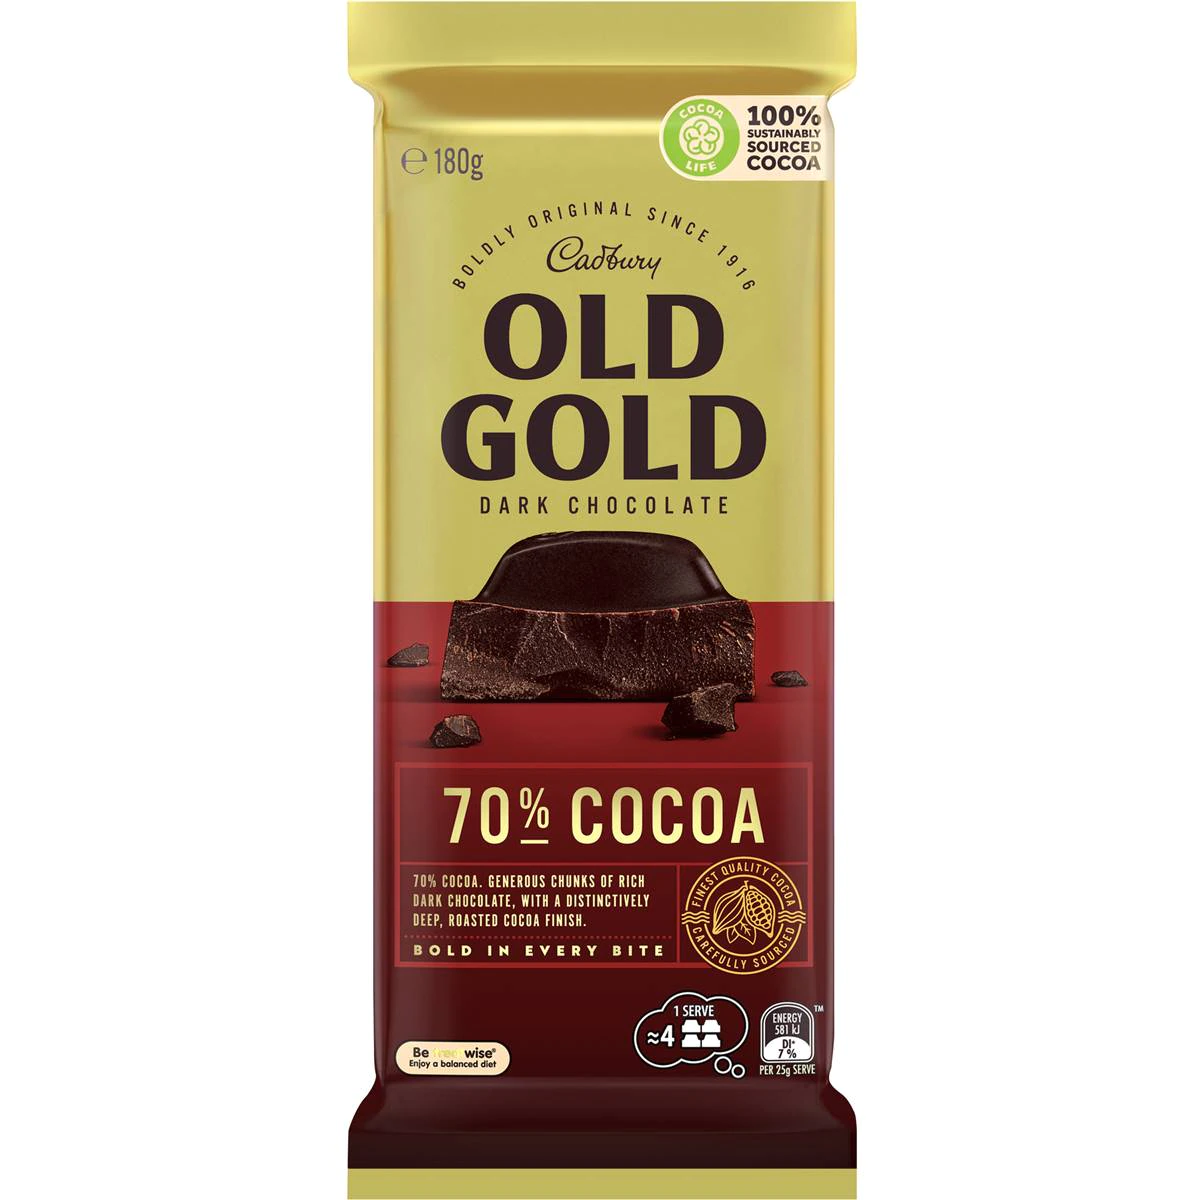 COCOA
LIFE
100%
SUSTAINABLY
SOURCED
COCOA
℮ 180g
BOLDLY ORIGINAL SINCE 1916
Cadbury
OLD
GOLD
DARK CHOCOLATE
70% COCOA
70% COCOA. GENEROUS CHUNKS OF RICH
DARK CHOCOLATE, WITH A DISTINCTIVELY
DEEP, ROASTED COCOA FINISH.
BOLD IN EVERY BITE
FINEST QUALITY COCOA
CAREFULLY SOURCED
1 SERVE
≈4
ENERGY
581 kJ
DI*
7 %
PER 25g SERVE
TM
Be treatwise®
Enjoy a balanced diet